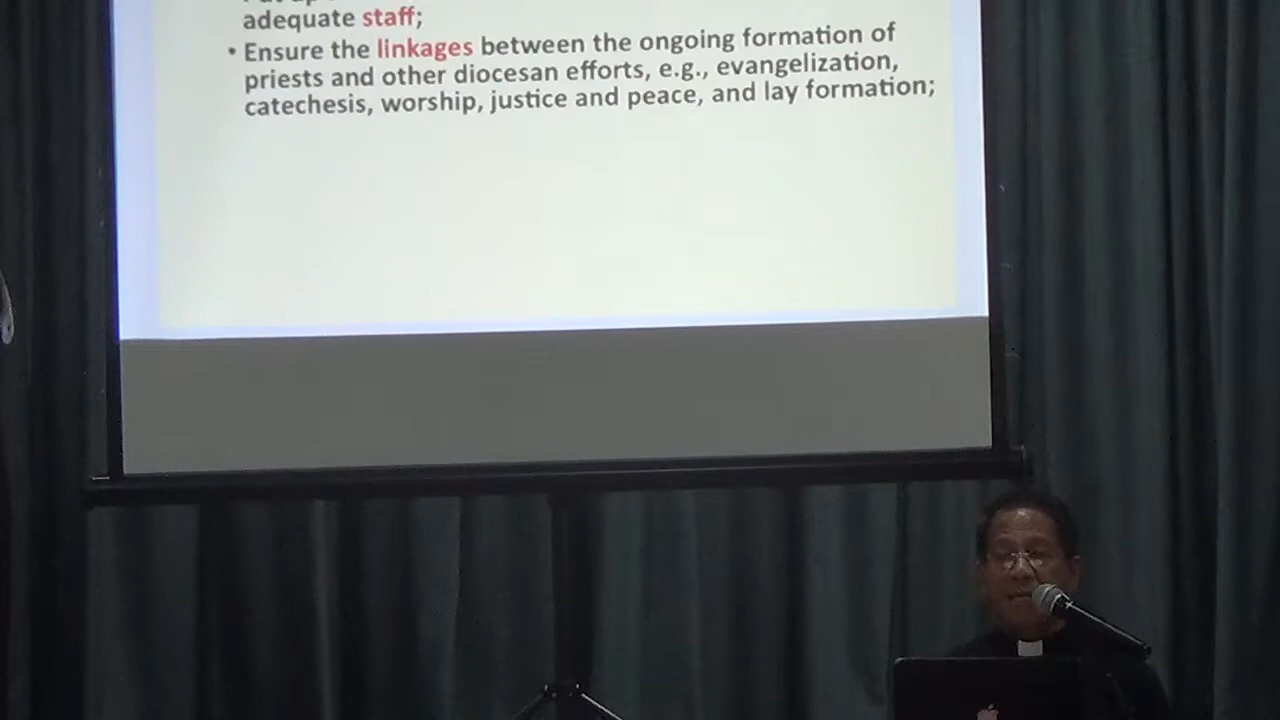 adequate staff;
• Ensure the linkages between the ongoing formation of
priests and other diocesan efforts, e.g., evangelization,
catechesis, worship, justice and peace, and lay formation;